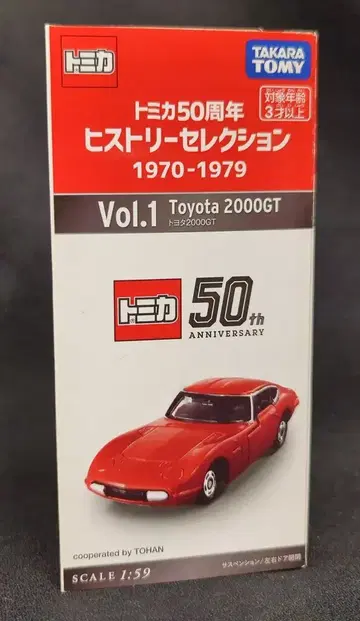 トミカ
TAKARA
TOMY
対象年齢
3才以上
トミカ50周年
ヒストリーセレクション
1970-1979
Vol.1 Toyota 2000GT
トヨタ2000GT
トミカ 50th
ANNIVERSARY
cooperated by TOHAN
サスペンション/左右ドア開閉
SCALE 1:59